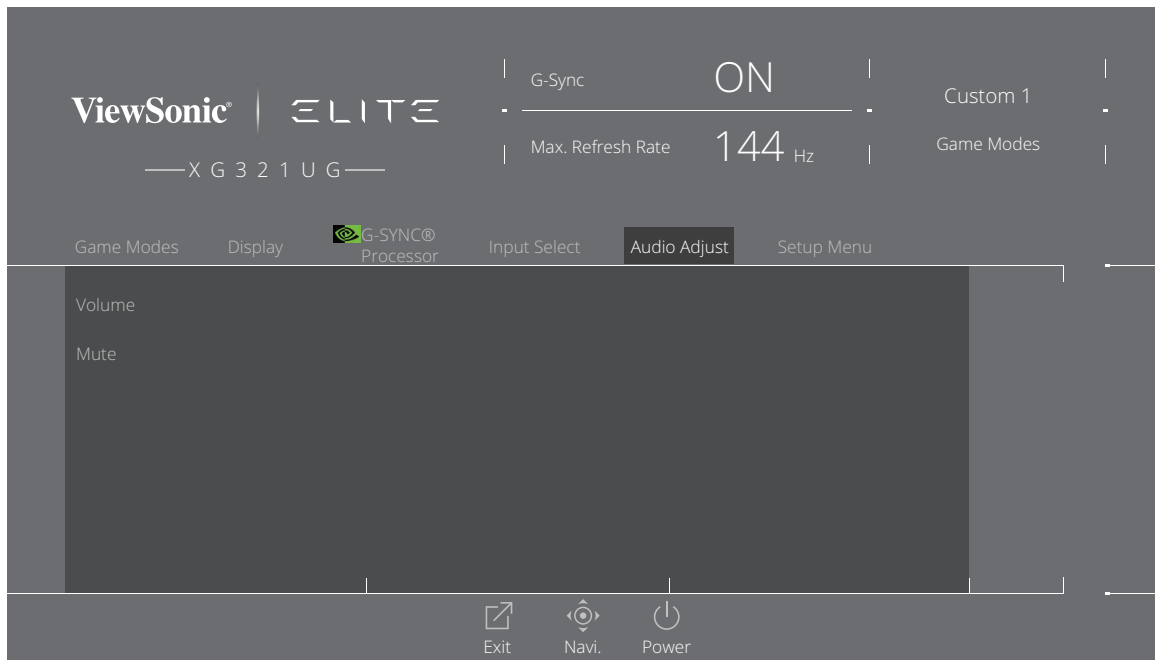 ViewSonic® ELITE
XG321UG
G-Sync ON
Max. Refresh Rate 144 Hz
Custom 1
Game Modes
Game Modes Display G-SYNC® Input Select Audio Adjust Setup Menu
Processor
Volume
Mute
Exit Navi. Power